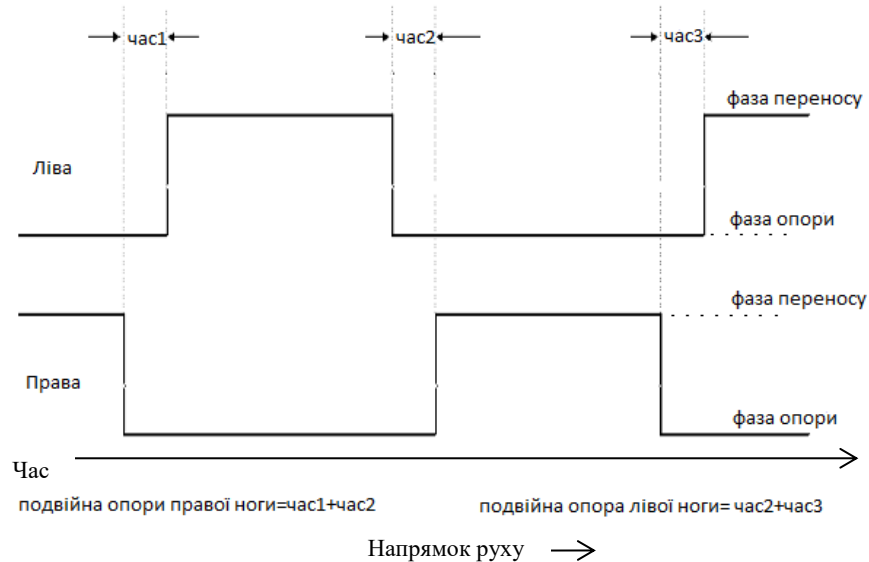 час1 час2 час3
фаза переносу
Ліва
фаза опори
фаза переносу
Права
фаза опори
Час
подвійна опори правої ноги=час1+час2 подвійна опора лівої ноги= час2+час3
Напрямок руху